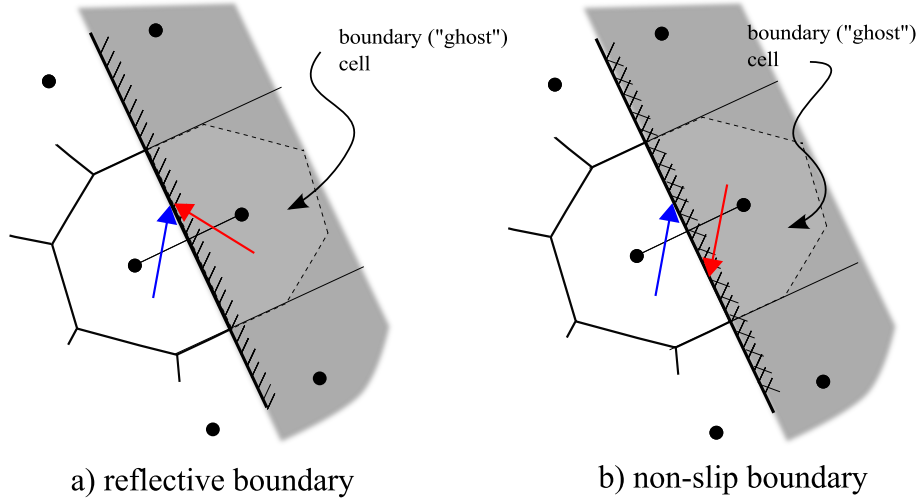 boundary ("ghost")
cell
boundary ("ghost")
cell
a) reflective boundary
b) non-slip boundary